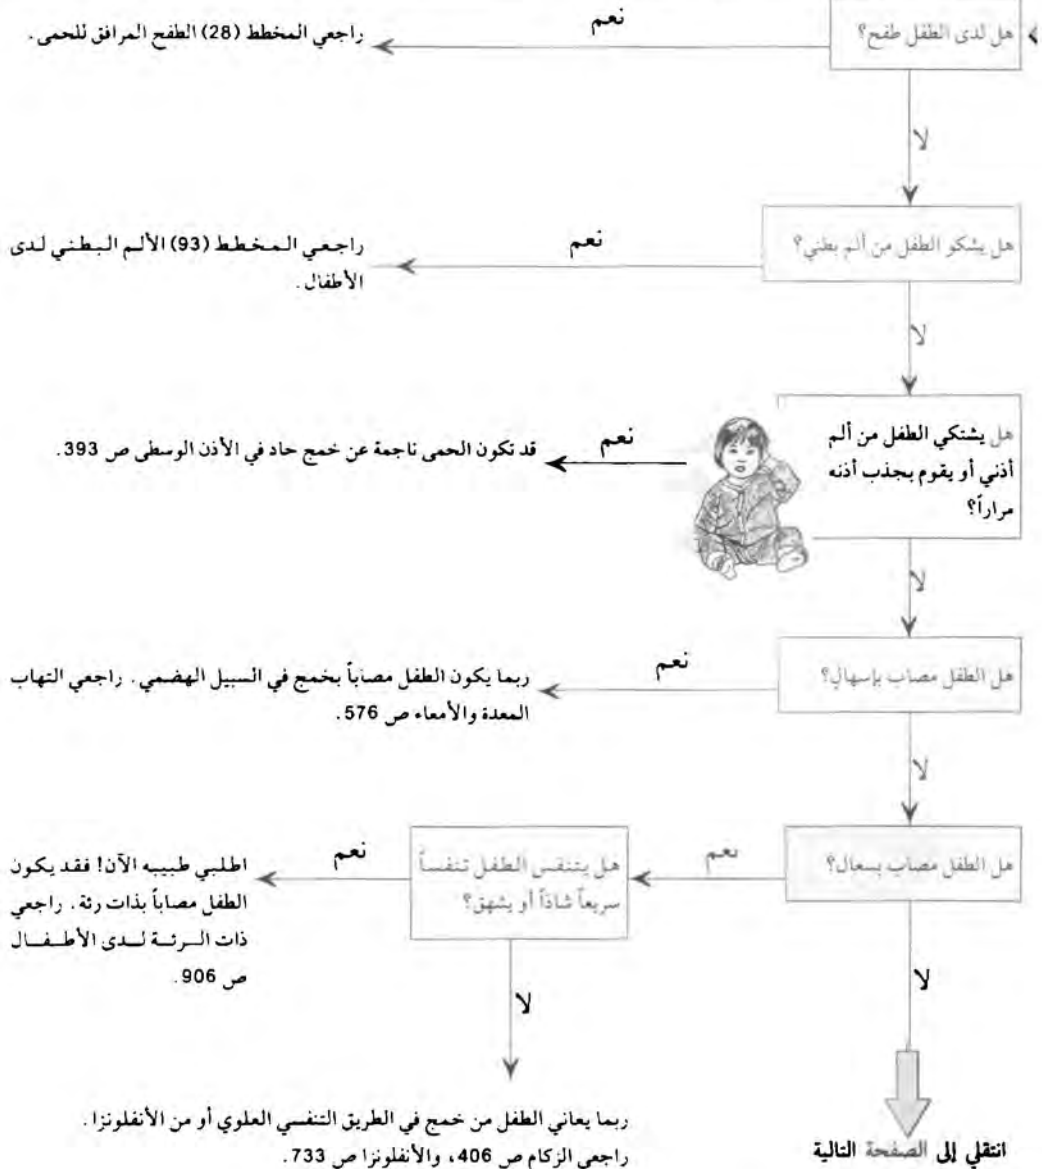 هل لدى الطفل طفح؟
نعم
راجعي المخطط (28) الطفح المرافق للحمى.
لا
هل يشكو الطفل من ألم بطني؟
نعم
راجعي المخطط (93) الألم البطني لدى
الأطفال.
لا
هل يشتكي الطفل من ألم
أذني أو يقوم بجذب أذنه
مراراً؟
نعم
قد تكون الحمى ناجمة عن خمج حاد في الأذن الوسطى ص 393.
لا
هل الطفل مصاب بإسهال؟
نعم
ربما يكون الطفل مصاباً بخمج في السبيل الهضمي. راجعي التهاب
المعدة والأمعاء ص 576.
لا
هل الطفل مصاب بسعال؟
نعم
هل يتنفس الطفل تنفساً
سريعاً شاذاً أو يشهق؟
نعم
اطلبي طبيبه الآن! فقد يكون
الطفل مصاباً بذات رئة. راجعي
ذات الرئة لدى الأطفال
ص 906.
لا
لا
ربما يعاني الطفل من خمج في الطريق التنفسي العلوي أو من الأنفلونزا.
راجعي الزكام ص 406، والأنفلونزا ص 733.
انتقلي إلى الصفحة التالية